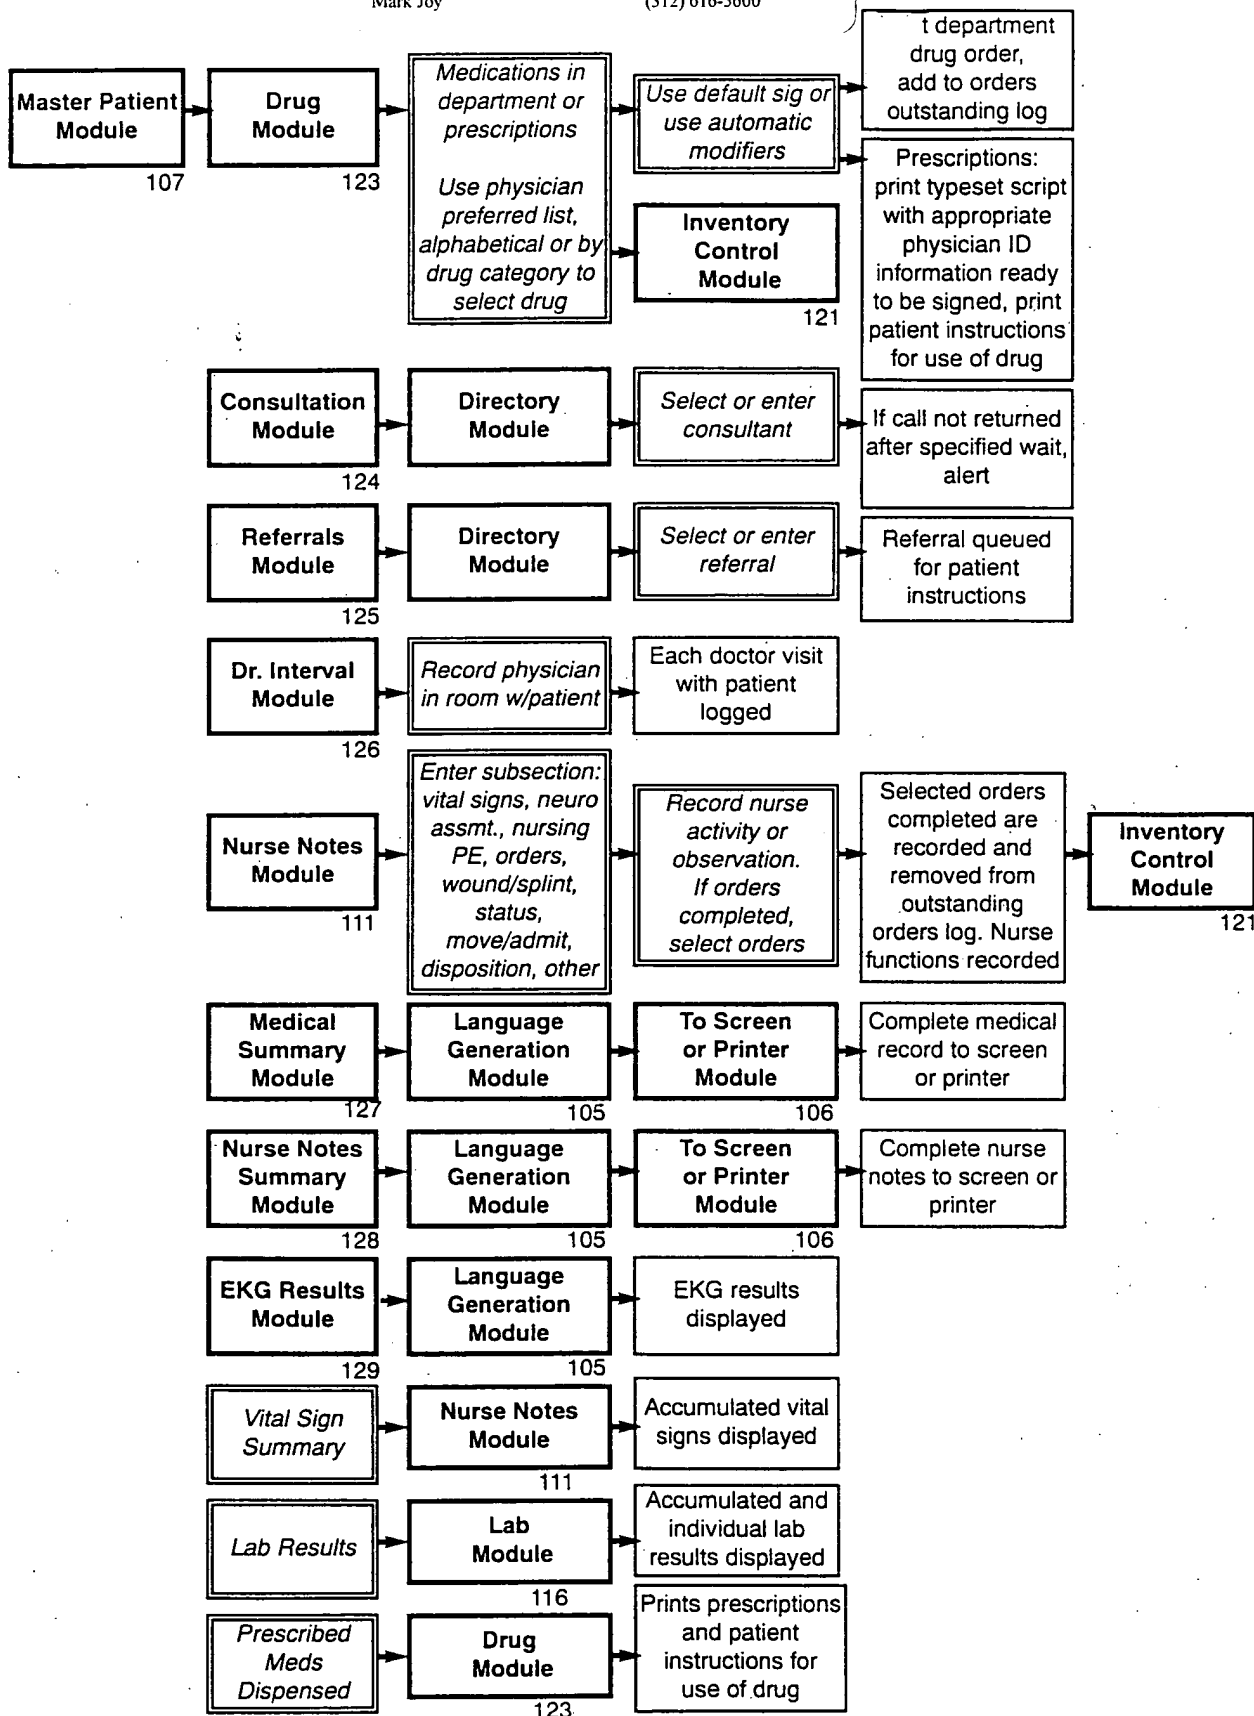 Mark Joy (312) 616-5600
t department
drug order,
add to orders
outstanding log
Master Patient
Module
107
Drug
Module
123
Medications in
department or
prescriptions
Use physician
preferred list,
alphabetical or by
drug category to
select drug
Use default sig or
use automatic
modifiers
Inventory
Control
Module
121
Prescriptions:
print typeset script
with appropriate
physician ID
information ready
to be signed, print
patient instructions
for use of drug
Consultation
Module
124
Directory
Module
Select or enter
consultant
If call not returned
after specified wait,
alert
Referrals
Module
125
Directory
Module
Select or enter
referral
Referral queued
for patient
instructions
Dr. Interval
Module
126
Record physician
in room w/patient
Each doctor visit
with patient
logged
Nurse Notes
Module
111
Enter subsection:
vital signs, neuro
assmt., nursing
PE, orders,
wound/splint,
status,
move/admit,
disposition, other
Record nurse
activity or
observation.
If orders
completed,
select orders
Selected orders
completed are
recorded and
removed from
outstanding
orders log. Nurse
functions recorded
Inventory
Control
Module
121
Medical
Summary
Module
127
Language
Generation
Module
105
To Screen
or Printer
Module
106
Complete medical
record to screen
or printer
Nurse Notes
Summary
Module
128
Language
Generation
Module
105
To Screen
or Printer
Module
106
Complete nurse
notes to screen or
printer
EKG Results
Module
129
Language
Generation
Module
105
EKG results
displayed
Vital Sign
Summary
Nurse Notes
Module
111
Accumulated vital
signs displayed
Lab Results
Lab
Module
116
Accumulated and
individual lab
results displayed
Prescribed
Meds
Dispensed
Drug
Module
123
Prints prescriptions
and patient
instructions for
use of drug